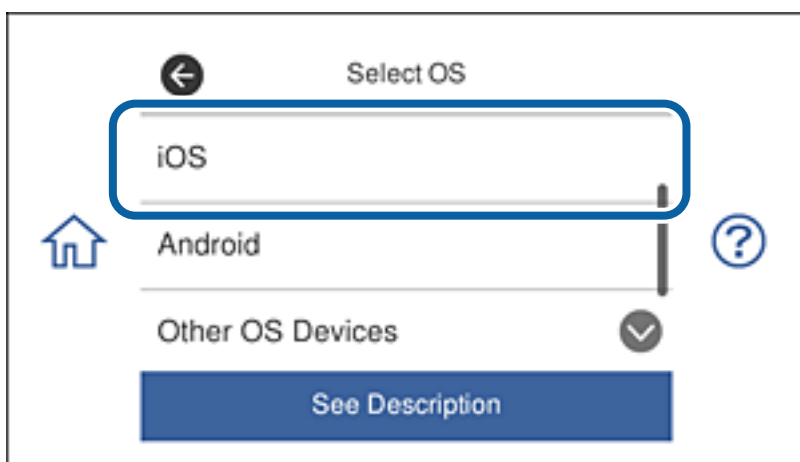 Select OS
iOS
Android
Other OS Devices
See Description